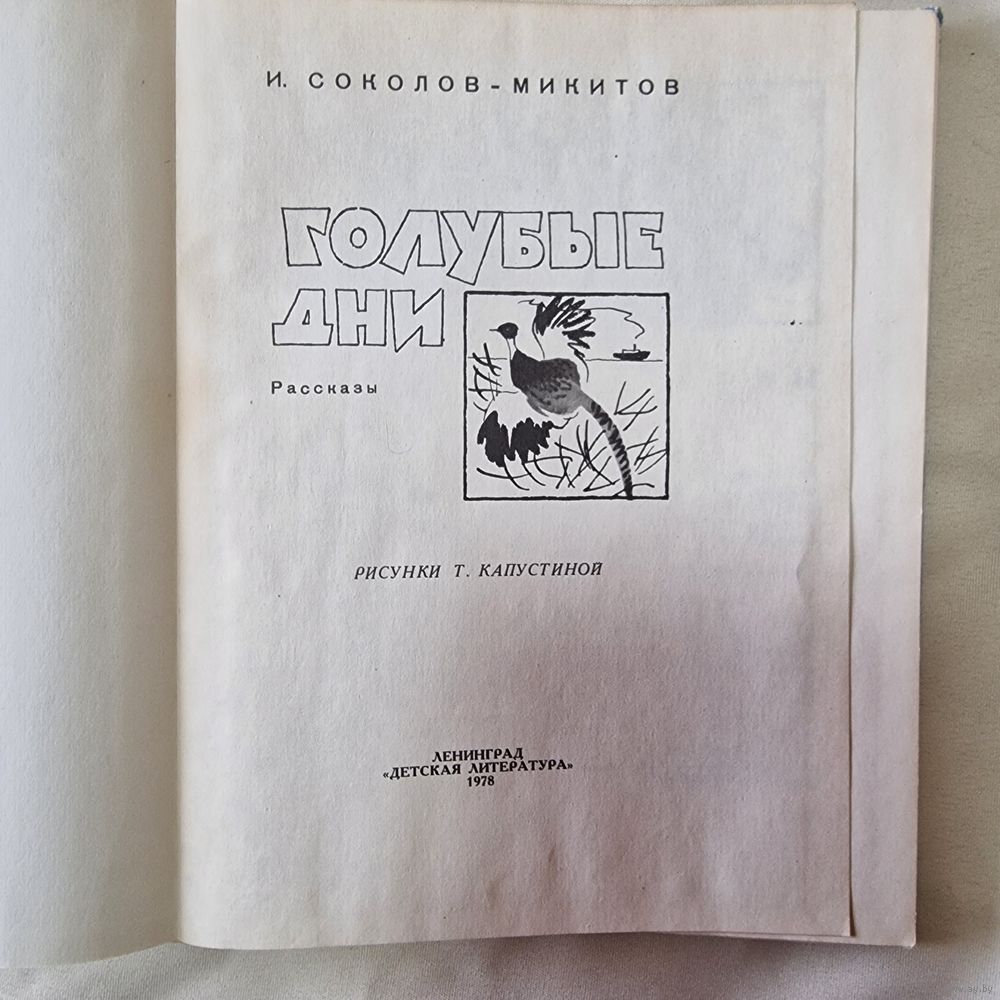 И. СОКОЛОВ-МИКИТОВ
ГОЛУБЫЕ
ДНИ
Рассказы
РИСУНКИ Т. КАПУСТИНОЙ
ЛЕНИНГРАД
«ДЕТСКАЯ ЛИТЕРАТУРА»
1978